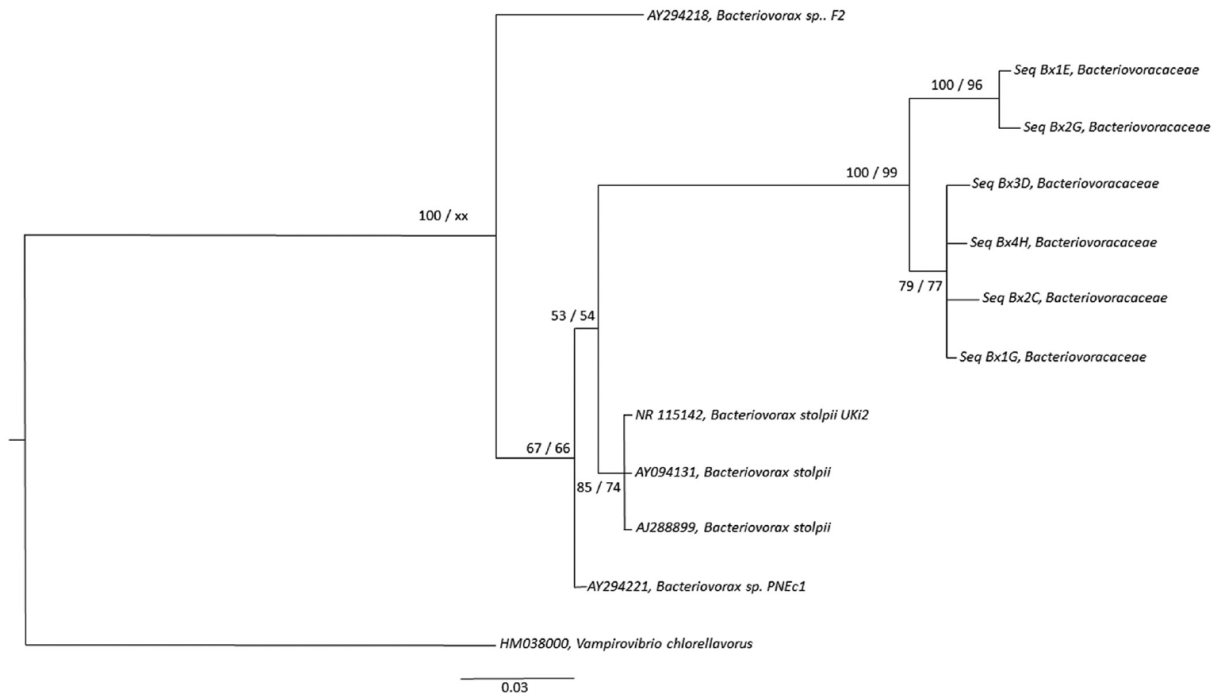 AY294218, Bacteriovorax sp.. F2
Seq Bx1E, Bacteriovoracaceae
100 / 96
Seq Bx2G, Bacteriovoracaceae
100 / 99
Seq Bx3D, Bacteriovoracaceae
100 / xx
Seq Bx4H, Bacteriovoracaceae
79 / 77
Seq Bx2C, Bacteriovoracaceae
53 / 54
Seq Bx1G, Bacteriovoracaceae
NR 115142, Bacteriovorax stolpii UKi2
67 / 66
AY094131, Bacteriovorax stolpii
85 / 74
AJ288899, Bacteriovorax stolpii
AY294221, Bacteriovorax sp. PNEc1
HM038000, Vampirovibrio chlorellavorus
0.03